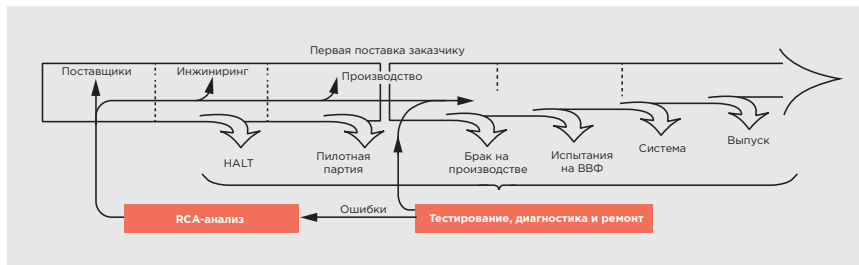 Первая поставка заказчику
Поставщики
Инжиниринг
Производство
HALT
Пилотная
партия
Брак на
производстве
Испытания
на ВВФ
Система
Выпуск
RCA-анализ
Ошибки
Тестирование, диагностика и ремонт